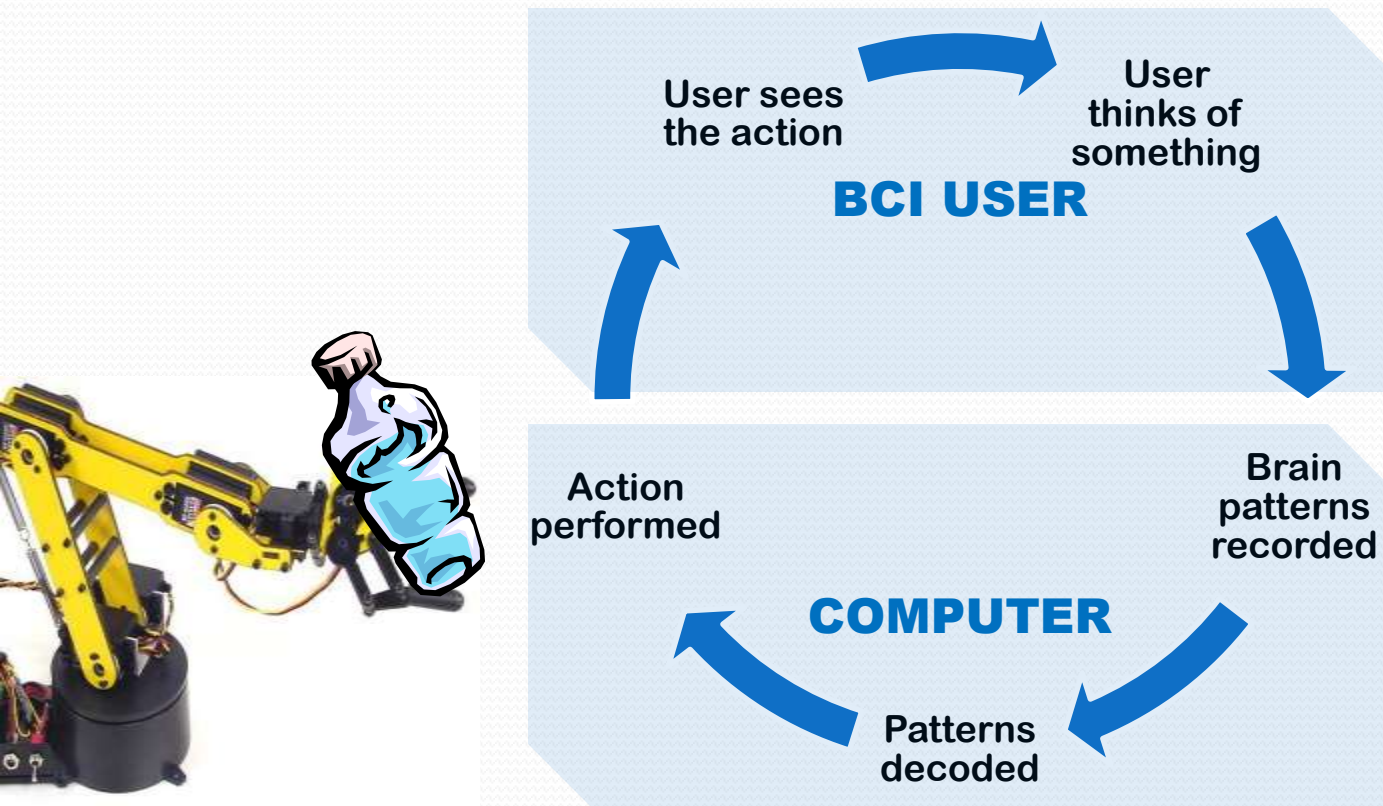 User sees
the action
User
thinks of
something
BCI USER
Action
performed
Brain
patterns
recorded
COMPUTER
Patterns
decoded